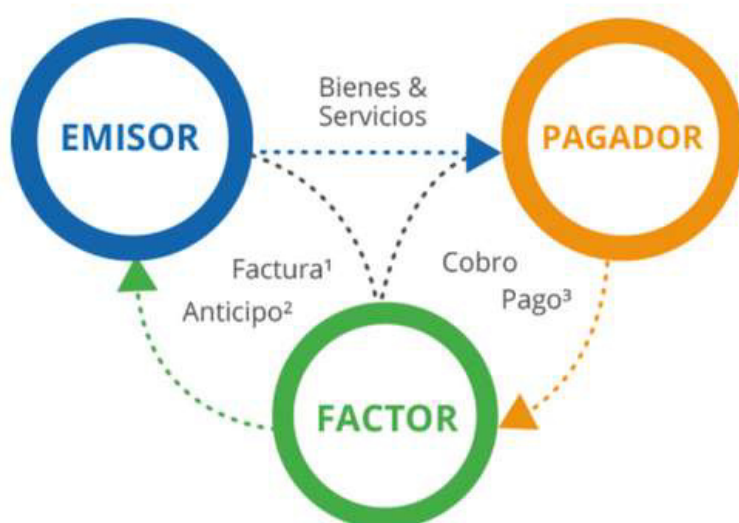 Bienes &
Servicios
EMISOR
PAGADOR
Factura¹
Cobro
Anticipo²
Pago³
FACTOR